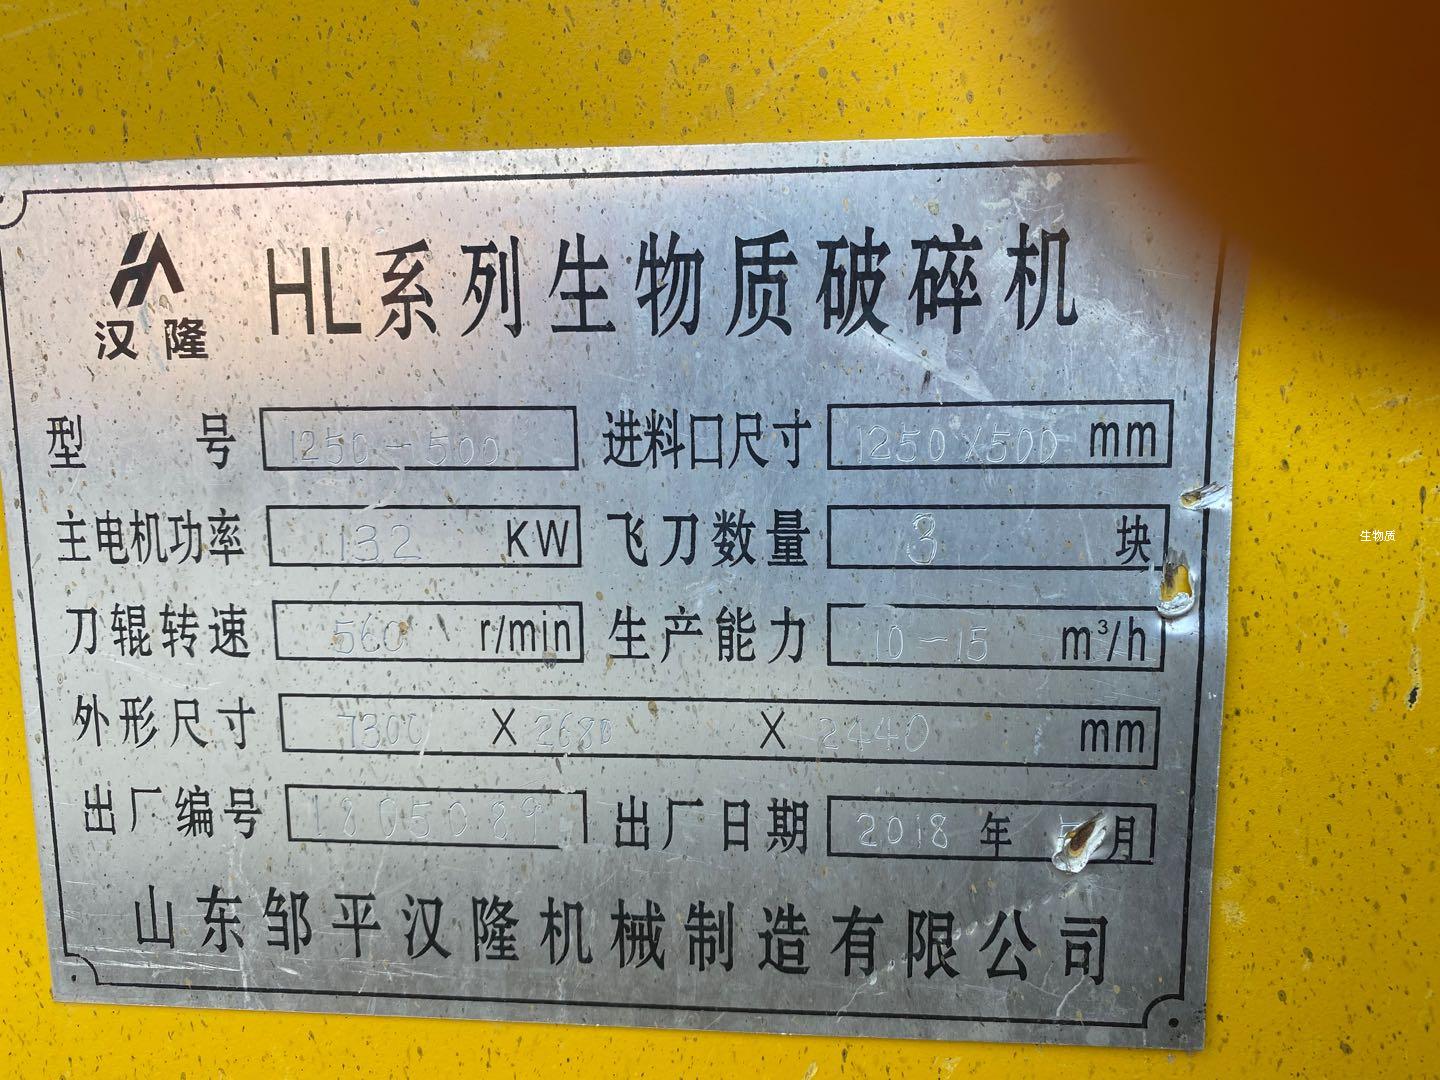 汉隆
HL系列生物质破碎机
型号 1250-500 进料口尺寸 1250X500 mm
主电机功率 132 KW 飞刀数量 3 块
刀辊转速 560 r/min 生产能力 10-15 m³/h
外形尺寸 7300 X 2680 X 2440 mm
出厂编号 1805089 出厂日期 2018 年 5 月
山东邹平汉隆机械制造有限公司
生物质